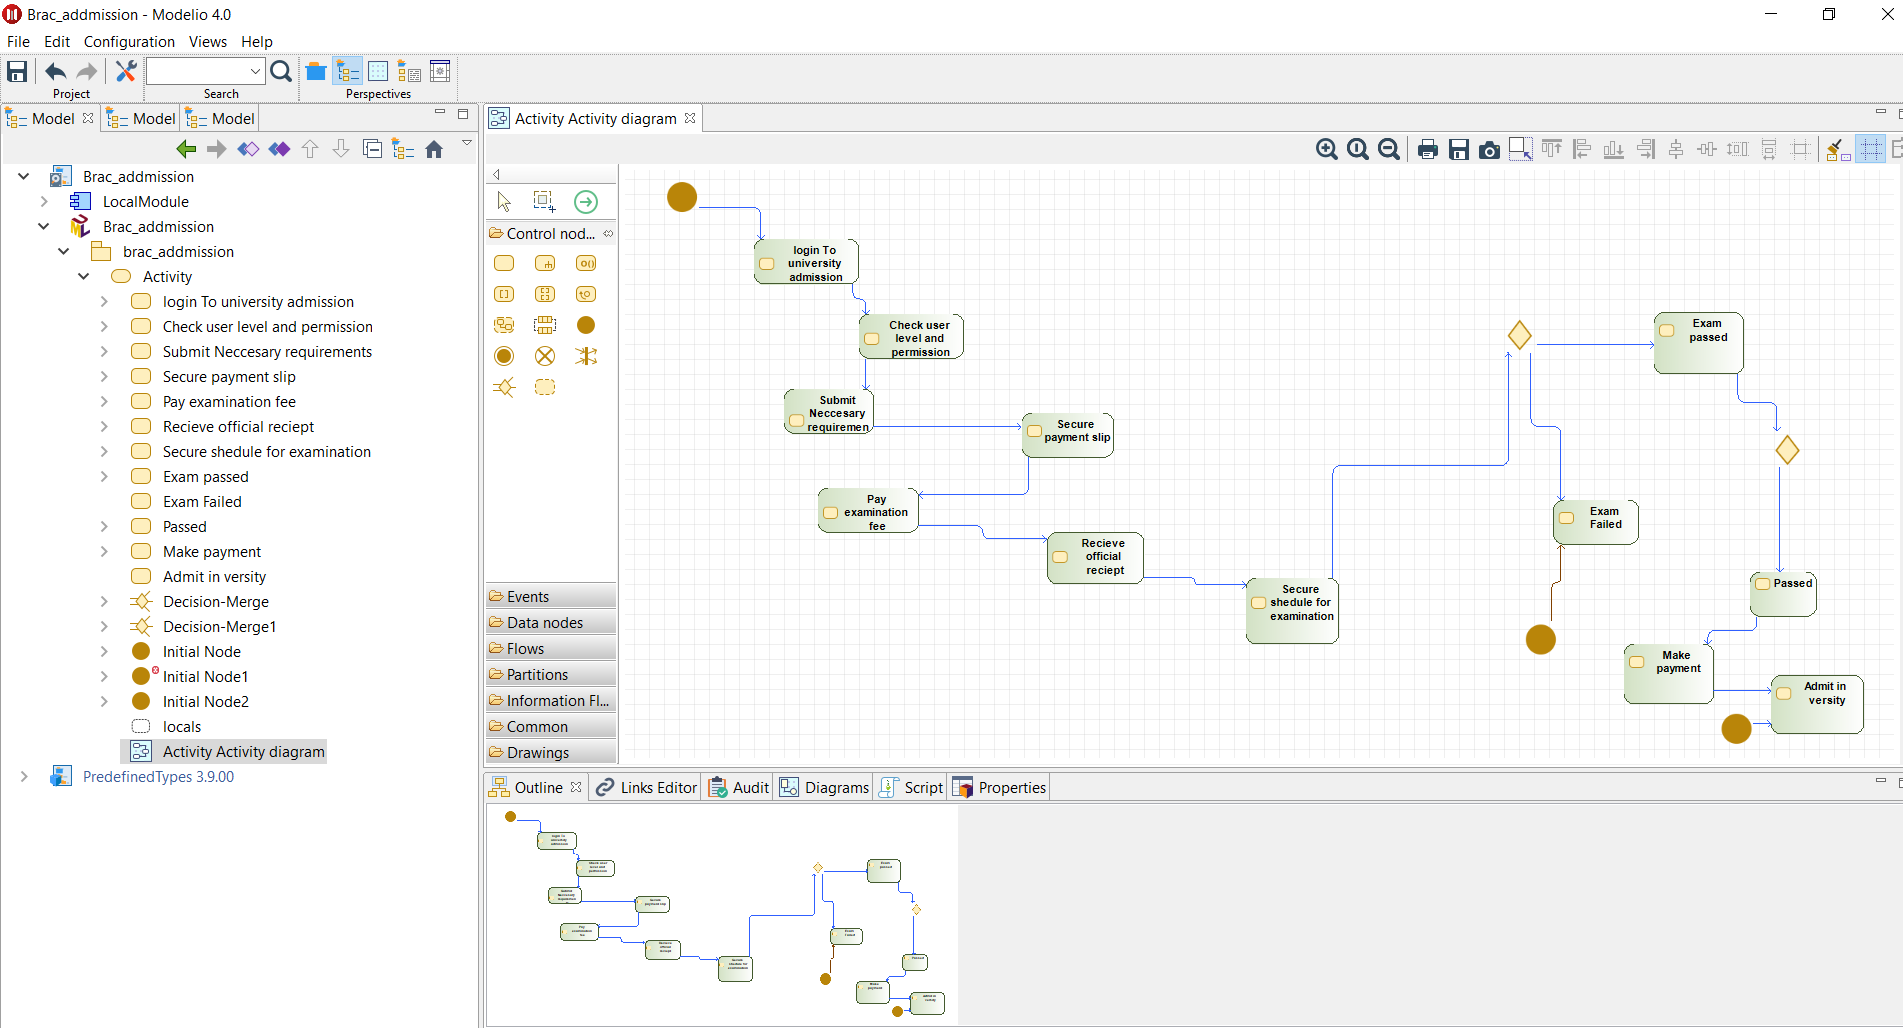 Brac_addmission - Modelio 4.0
File Edit Configuration Views Help
Project Search Perspectives
Model Model Model
Activity Activity diagram
Brac_addmission
LocalModule
Brac_addmission
brac_addmission
Activity
login To university admission
Check user level and permission
Submit Neccesary requirements
Secure payment slip
Pay examination fee
Recieve official reciept
Secure shedule for examination
Exam passed
Exam Failed
Passed
Make payment
Admit in versity
Decision-Merge
Decision-Merge1
Initial Node
Initial Node1
Initial Node2
locals
Activity Activity diagram
PredefinedTypes 3.9.00
Control nod...
Events
Data nodes
Flows
Partitions
Information Fl...
Common
Drawings
login To
university
admission
Check user
level and
permission
Submit
Neccesary
requiremen
Secure
payment slip
Pay
examination
fee
Recieve
official
reciept
Secure
shedule for
examination
Exam
passed
Exam
Failed
Passed
Make
payment
Admit in
versity
Outline Links Editor Audit Diagrams Script Properties